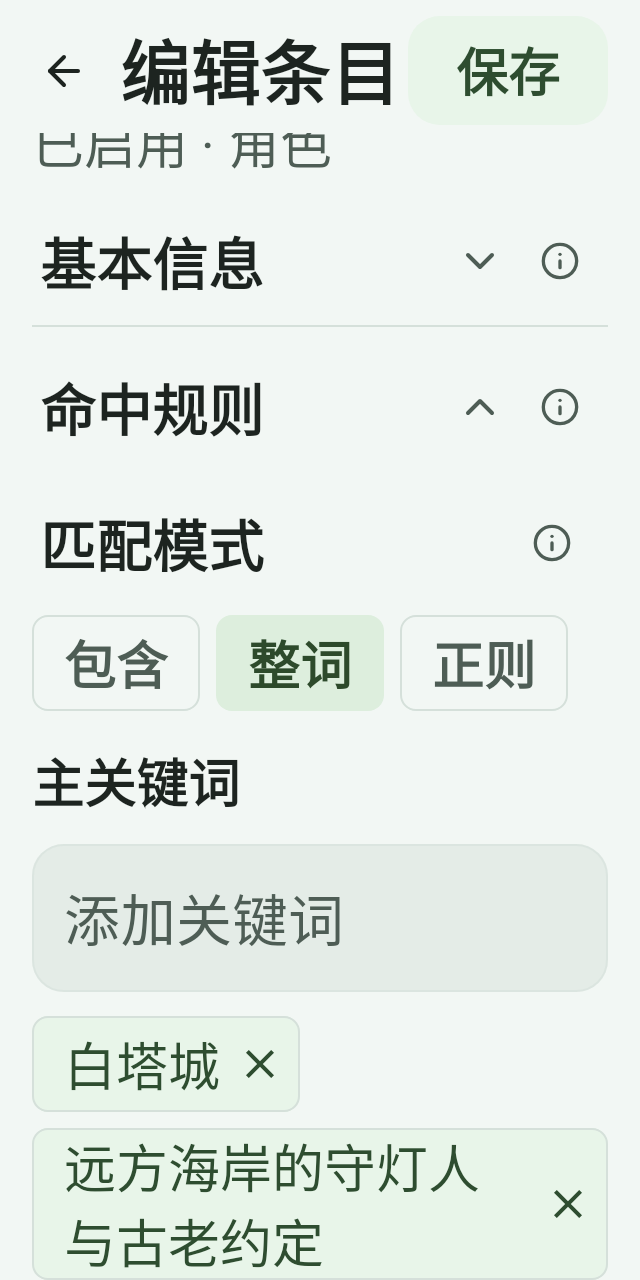 编辑条目
保存
已启用 · 角色
基本信息
命中规则
匹配模式
包含
整词
正则
主关键词
添加关键词
白塔城
远方海岸的守灯人
与古老约定